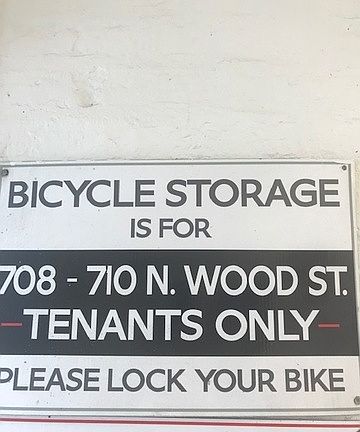 BICYCLE STORAGE
IS FOR
708 - 710 N. WOOD ST.
TENANTS ONLY
PLEASE LOCK YOUR BIKE